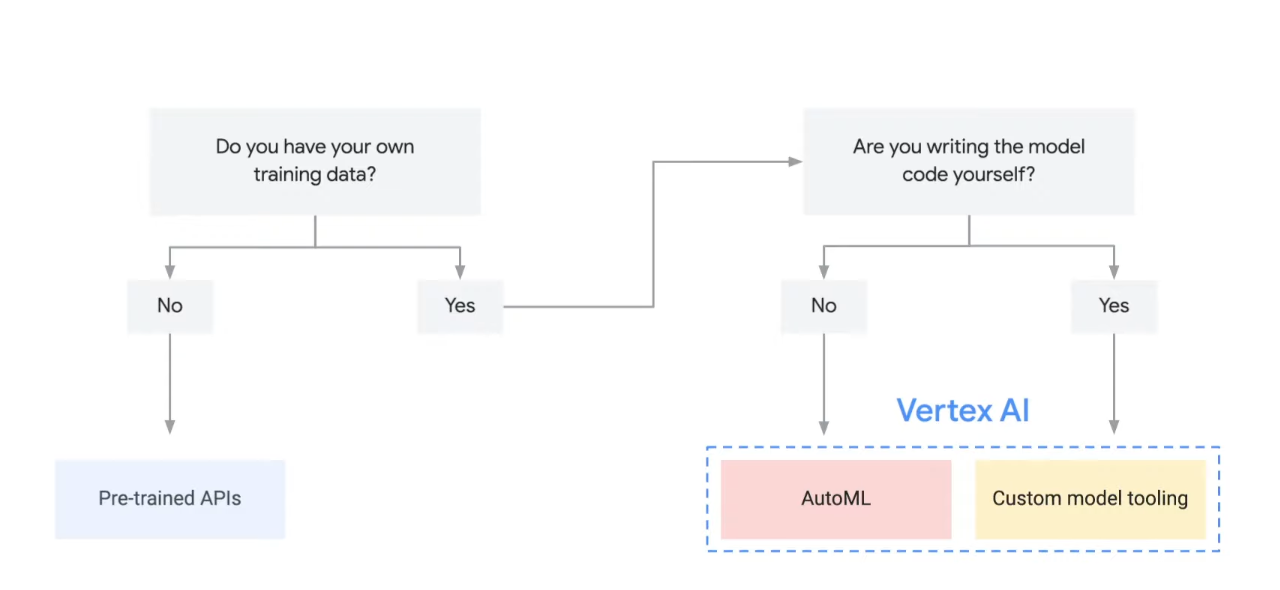 Do you have your own
training data?
Are you writing the model
code yourself?
No
Yes
No
Yes
Vertex AI
Pre-trained APIs
AutoML
Custom model tooling